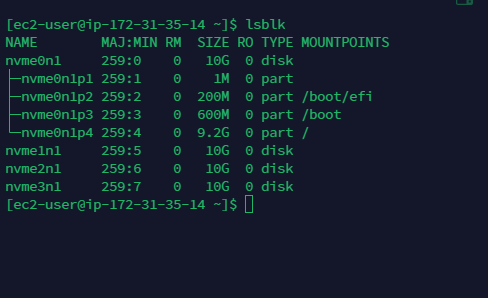 [ec2-user@ip-172-31-35-14 ~]$ lsblk
NAME        MAJ:MIN RM  SIZE RO TYPE MOUNTPOINTS
nvme0n1     259:0    0   10G  0 disk
├─nvme0n1p1 259:1    0    1M  0 part
├─nvme0n1p2 259:2    0  200M  0 part /boot/efi
├─nvme0n1p3 259:3    0  600M  0 part /boot
└─nvme0n1p4 259:4    0  9.2G  0 part /
nvme1n1     259:5    0   10G  0 disk
nvme2n1     259:6    0   10G  0 disk
nvme3n1     259:7    0   10G  0 disk
[ec2-user@ip-172-31-35-14 ~]$